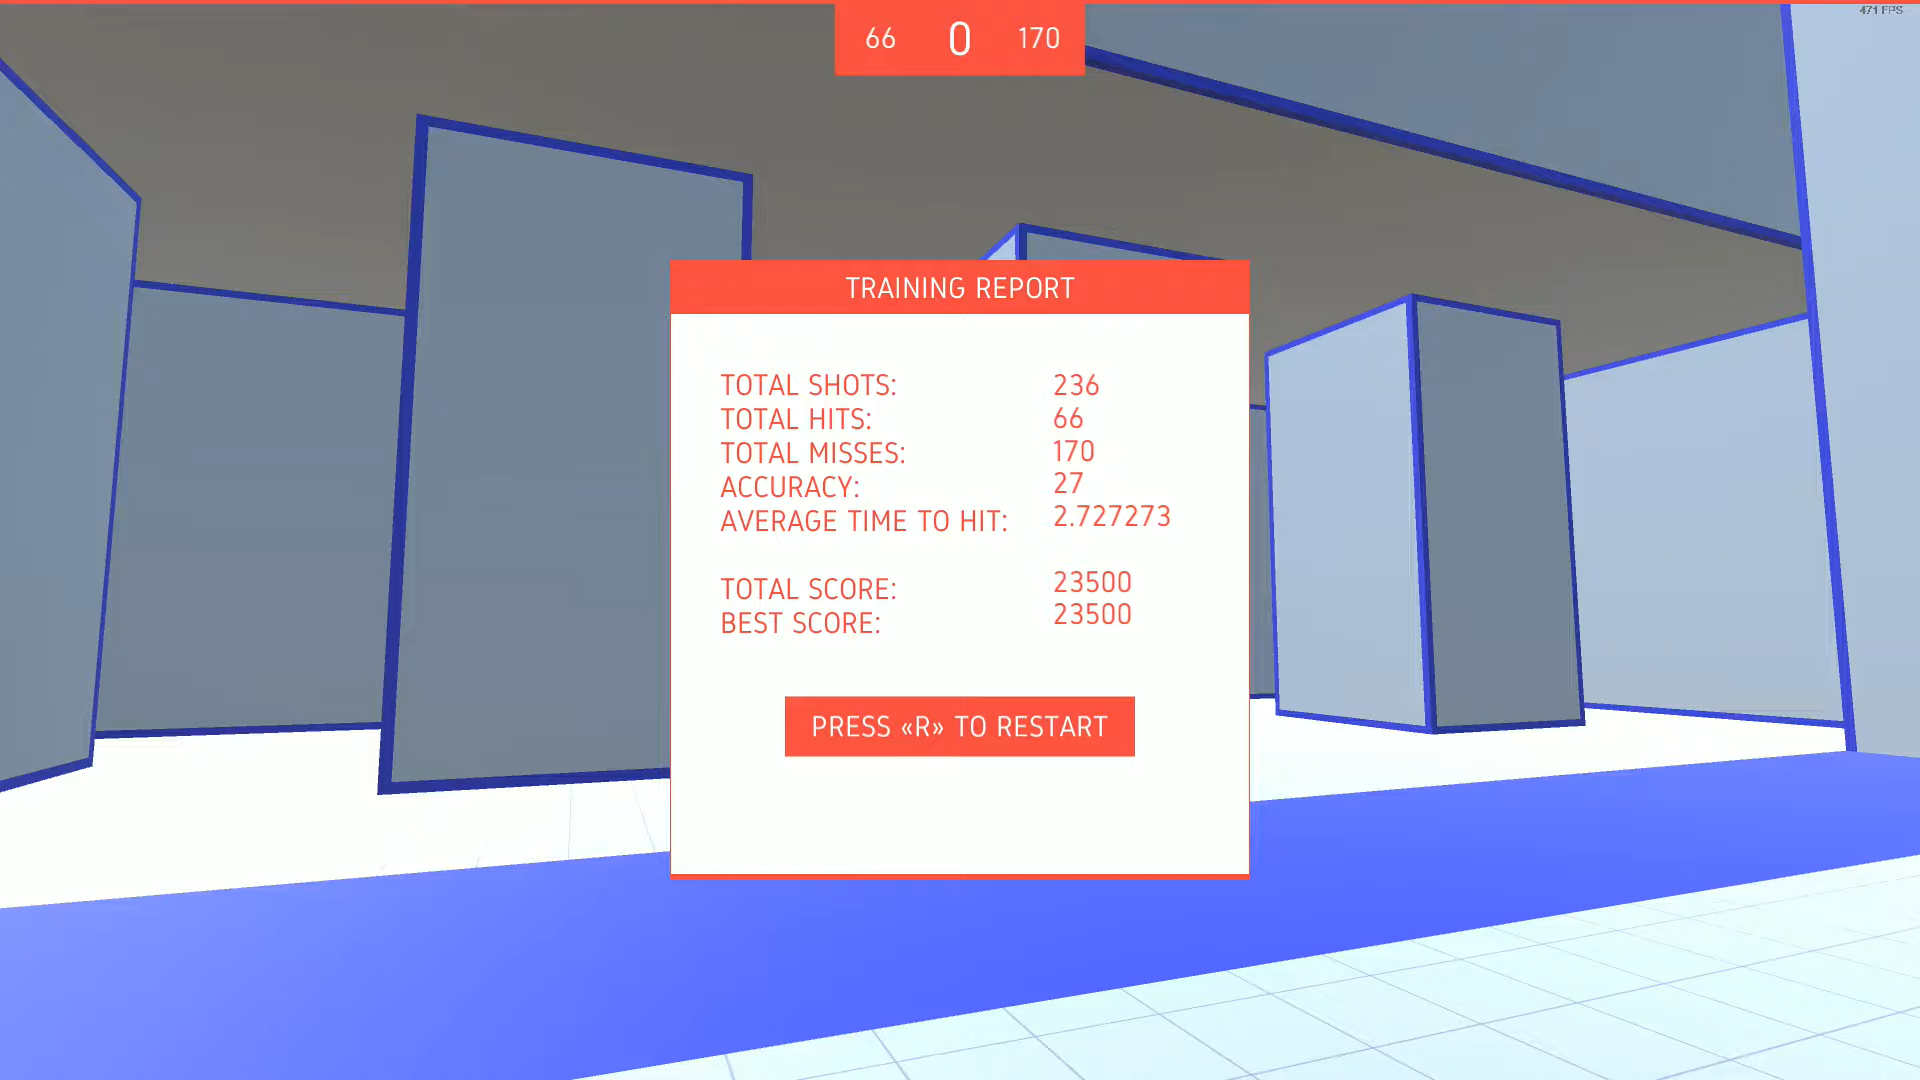 471 FPS
66 0 170
TRAINING REPORT
TOTAL SHOTS: 236
TOTAL HITS: 66
TOTAL MISSES: 170
ACCURACY: 27
AVERAGE TIME TO HIT: 2.727273
TOTAL SCORE: 23500
BEST SCORE: 23500
PRESS «R» TO RESTART